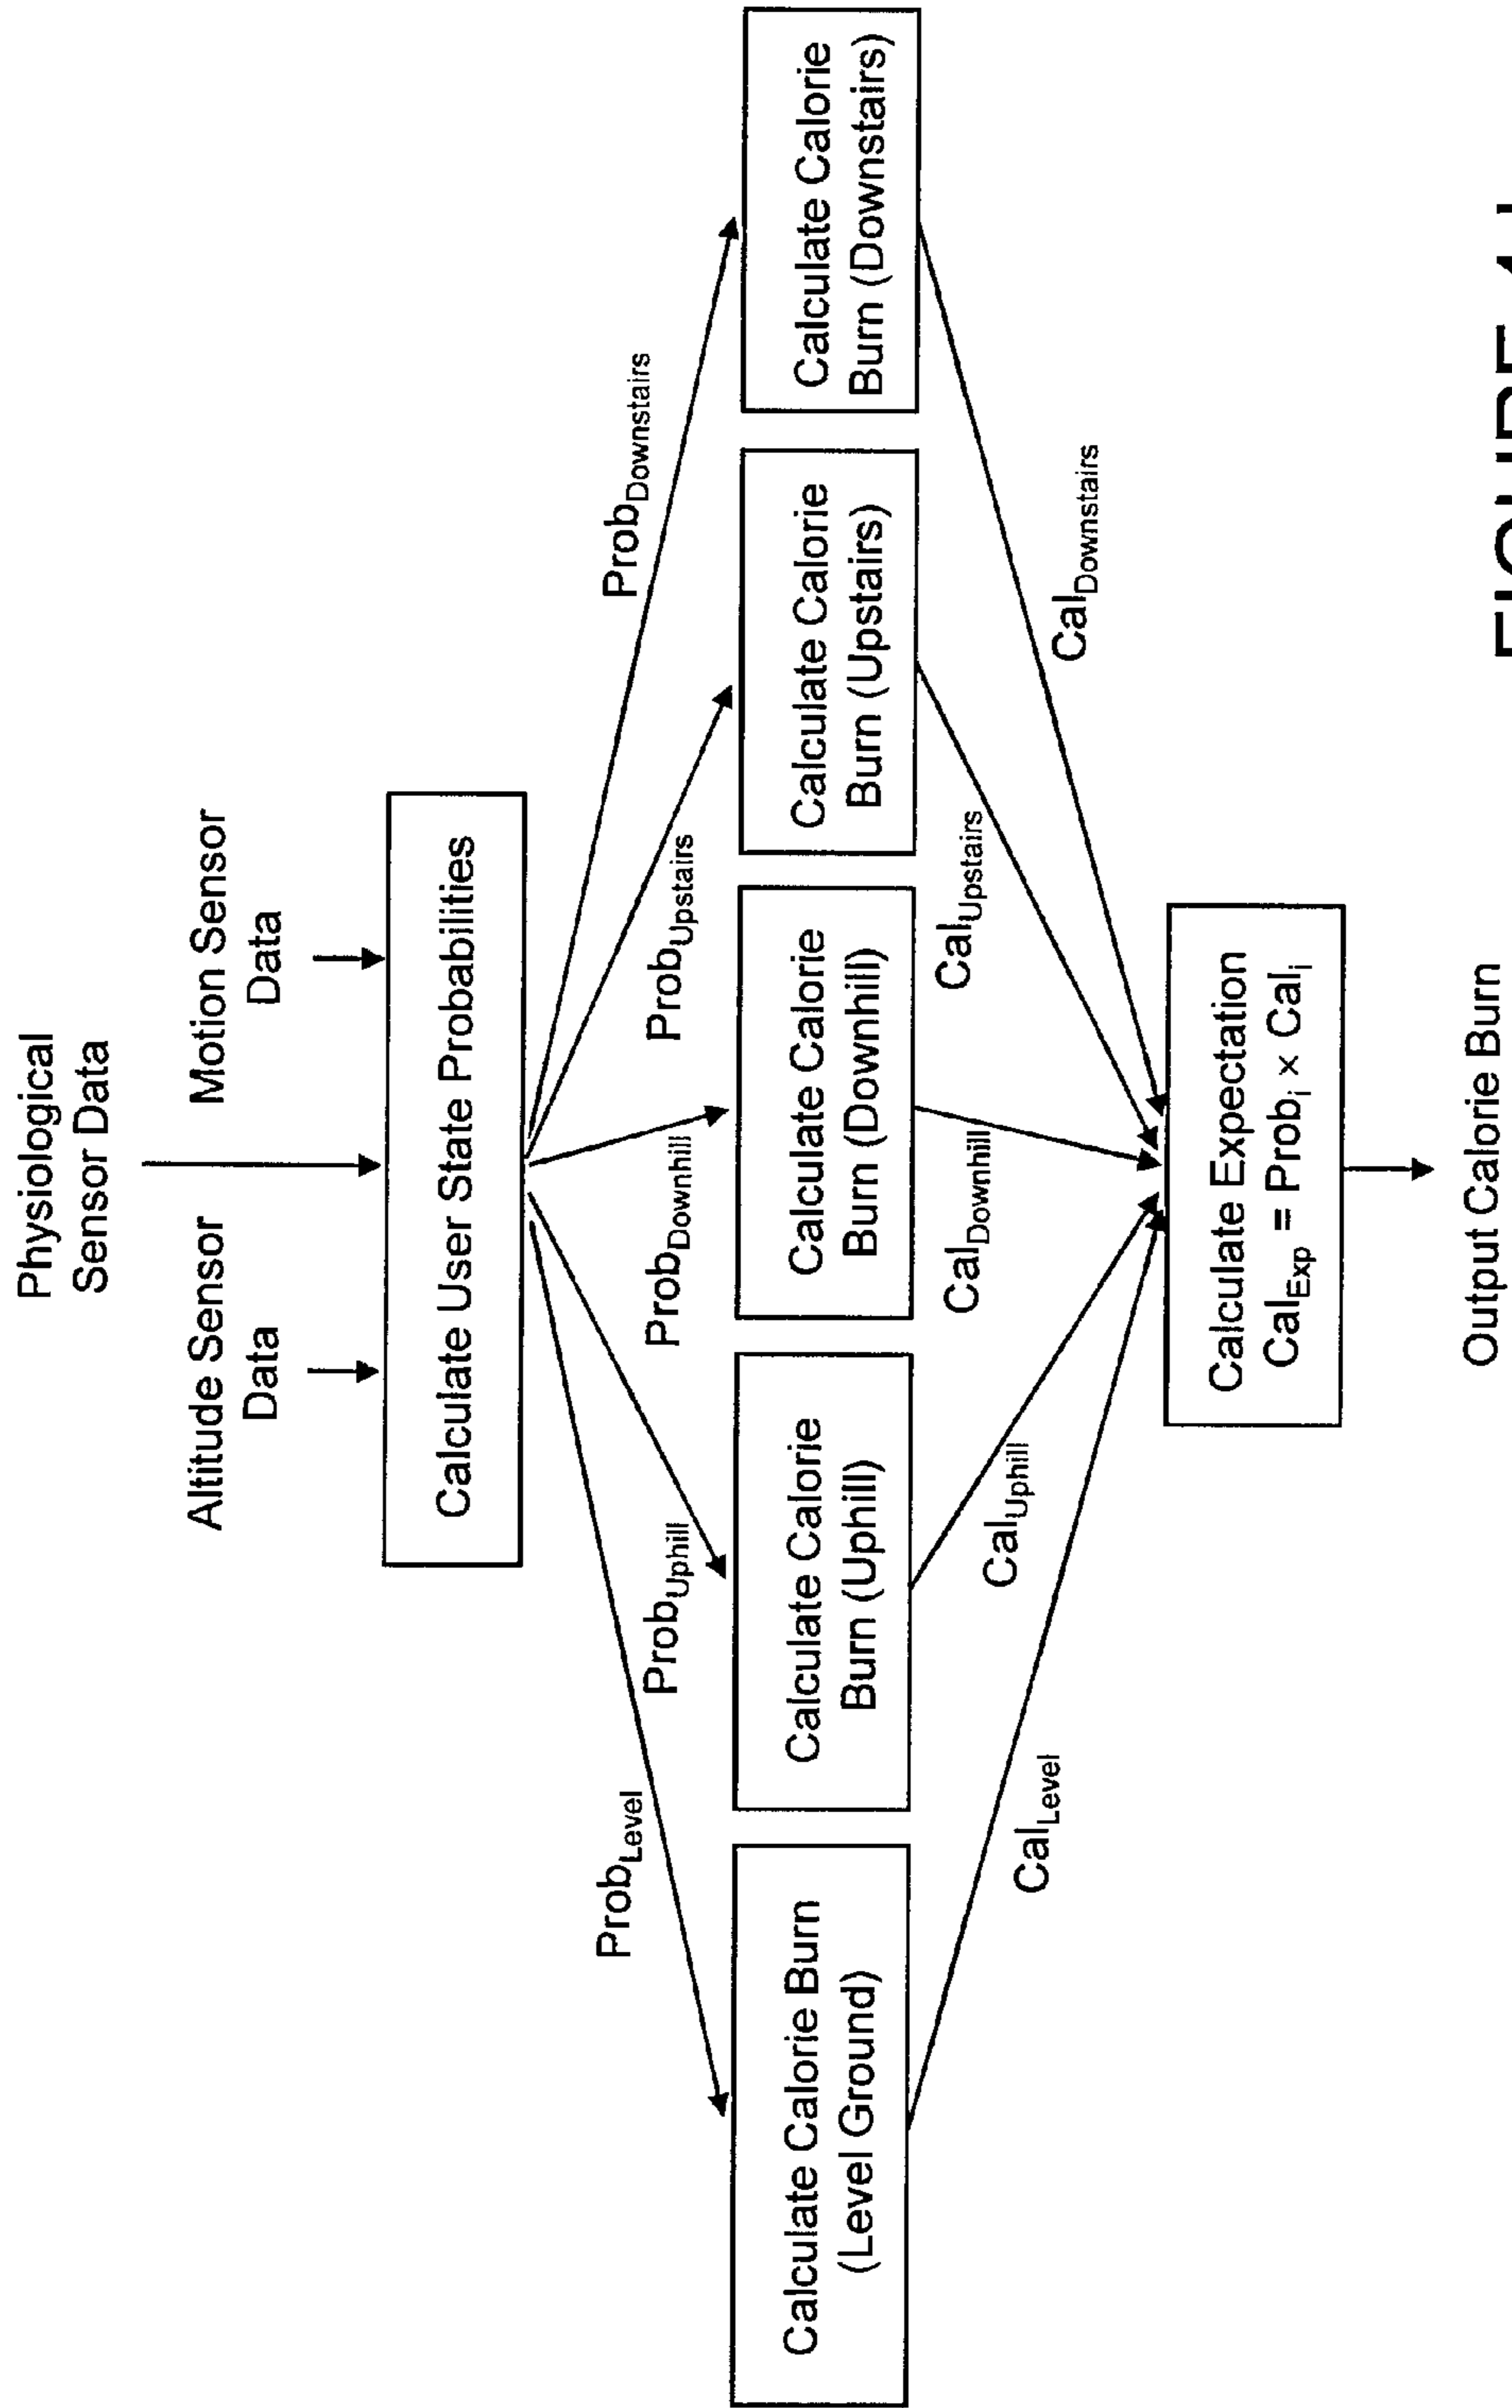 Physiological
Sensor Data
Altitude Sensor
Data
Motion Sensor
Data
Calculate User State Probabilities
Prob_Level
Prob_Uphill
Prob_Downhill
Prob_Upstairs
Prob_Downstairs
Calculate Calorie Burn
(Level Ground)
Calculate Calorie
Burn (Uphill)
Calculate Calorie
Burn (Downhill)
Calculate Calorie
Burn (Upstairs)
Calculate Calorie
Burn (Downstairs)
Cal_Level
Cal_Uphill
Cal_Downhill
Cal_Upstairs
Cal_Downstairs
Calculate Expectation
Cal_Exp = Prob_i × Cal_i
Output Calorie Burn